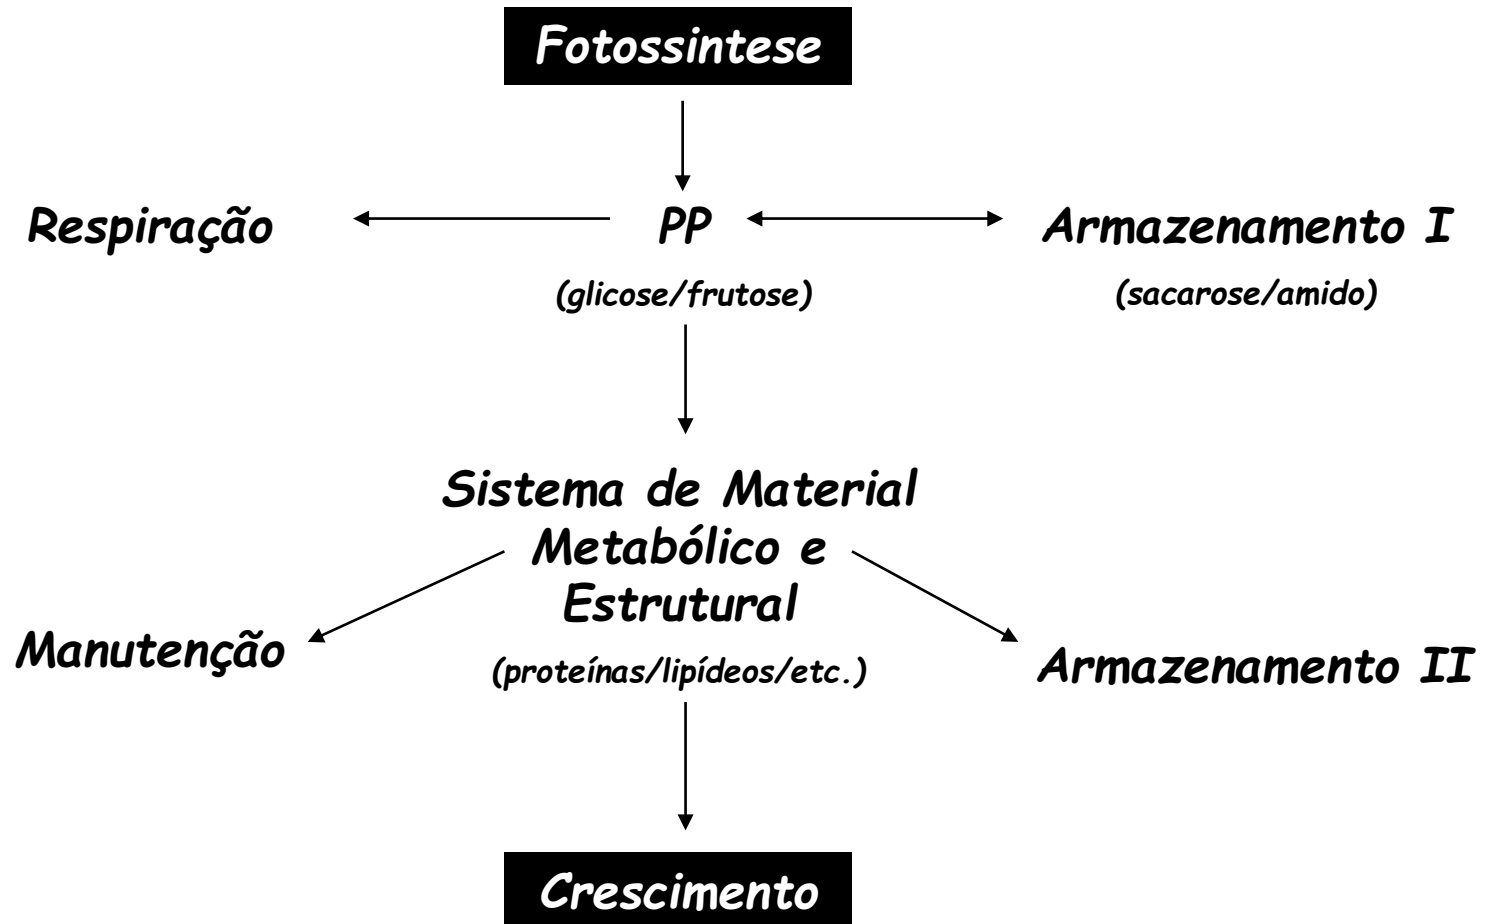 Fotossintese
Respiração
PP
Armazenamento I
(glicose/frutose)
(sacarose/amido)
Sistema de Material
Metabólico e
Estrutural
Manutenção
(proteínas/lipídeos/etc.)
Armazenamento II
Crescimento